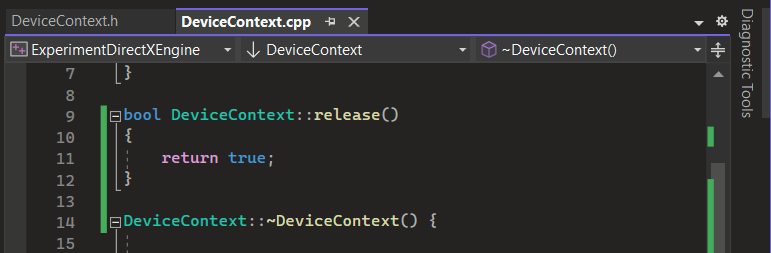 DeviceContext.h DeviceContext.cpp
ExperimentDirectXEngine DeviceContext ~DeviceContext()
7 }
8
9 bool DeviceContext::release()
10 {
11 return true;
12 }
13
14 DeviceContext::~DeviceContext() {
15
Diagnostic Tools